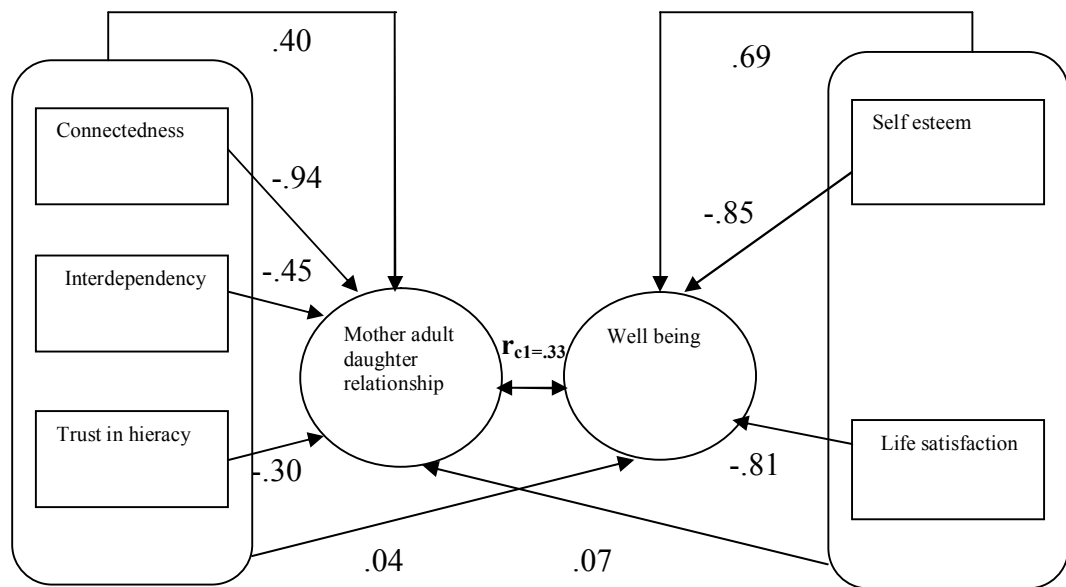 .40
.69
Connectedness
Self esteem
-.94
-.85
Interdependency
-.45
Mother adult
daughter
relationship
rc1=.33
Well being
Trust in hieracy
Life satisfaction
-.30
-.81
.04
.07